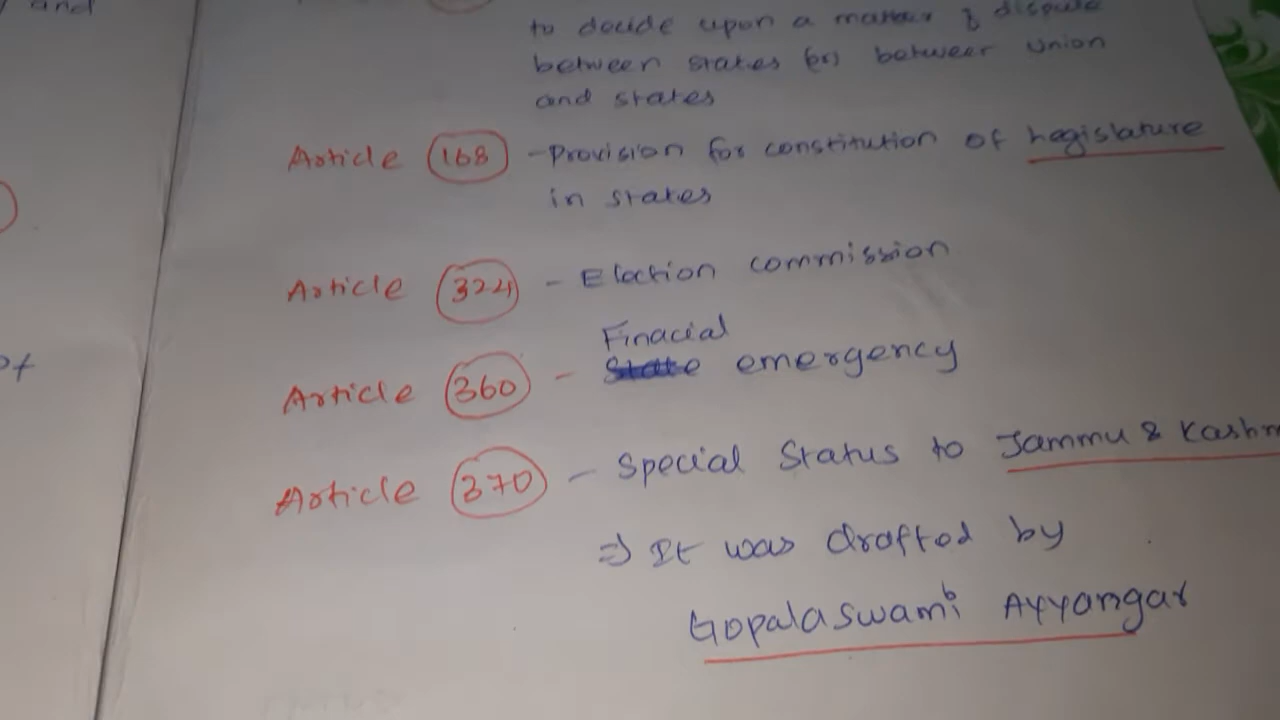 and
of
to decide upon a matter & dispute
between states (or) between union
and states
Article 168 - Provision for constitution of Legislature
in states
Article 324 - Election commission
Finacial
State emergency
Article 360 -
Article 370 - Special Status to Jammu & Kashm
⇒ It was drafted by
Gopalaswami Ayyangar